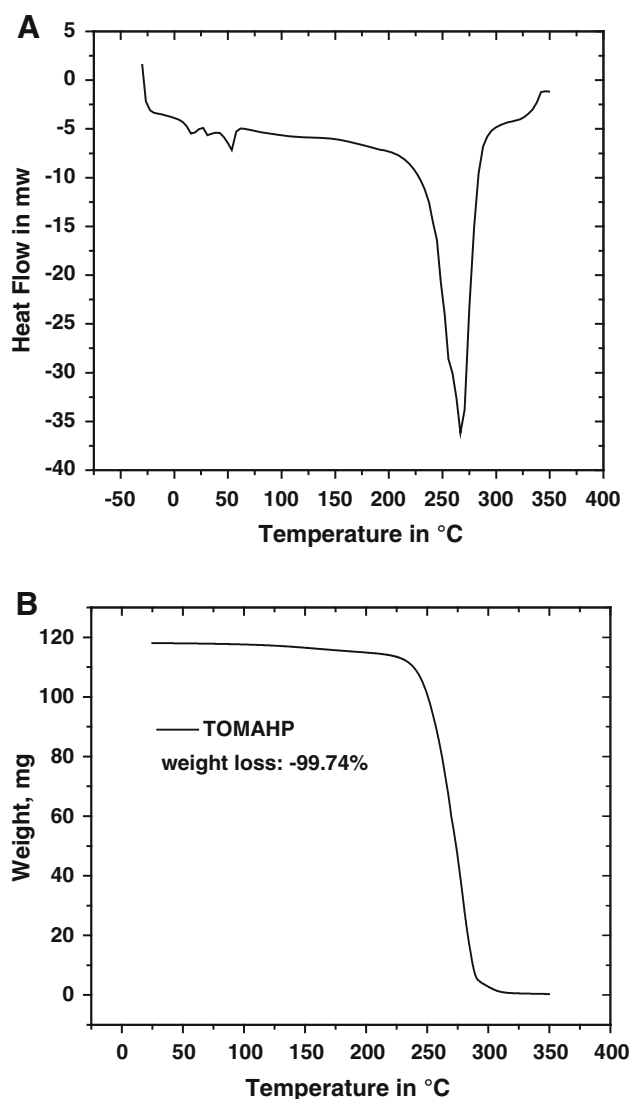 A
5
0
-5
-10
-15
-20
-25
-30
-35
-40
Heat Flow in mw
-50 0 50 100 150 200 250 300 350 400
Temperature in °C
B
120
100
80
60
40
20
0
Weight, mg
TOMAHP
weight loss: -99.74%
0 50 100 150 200 250 300 350 400
Temperature in °C